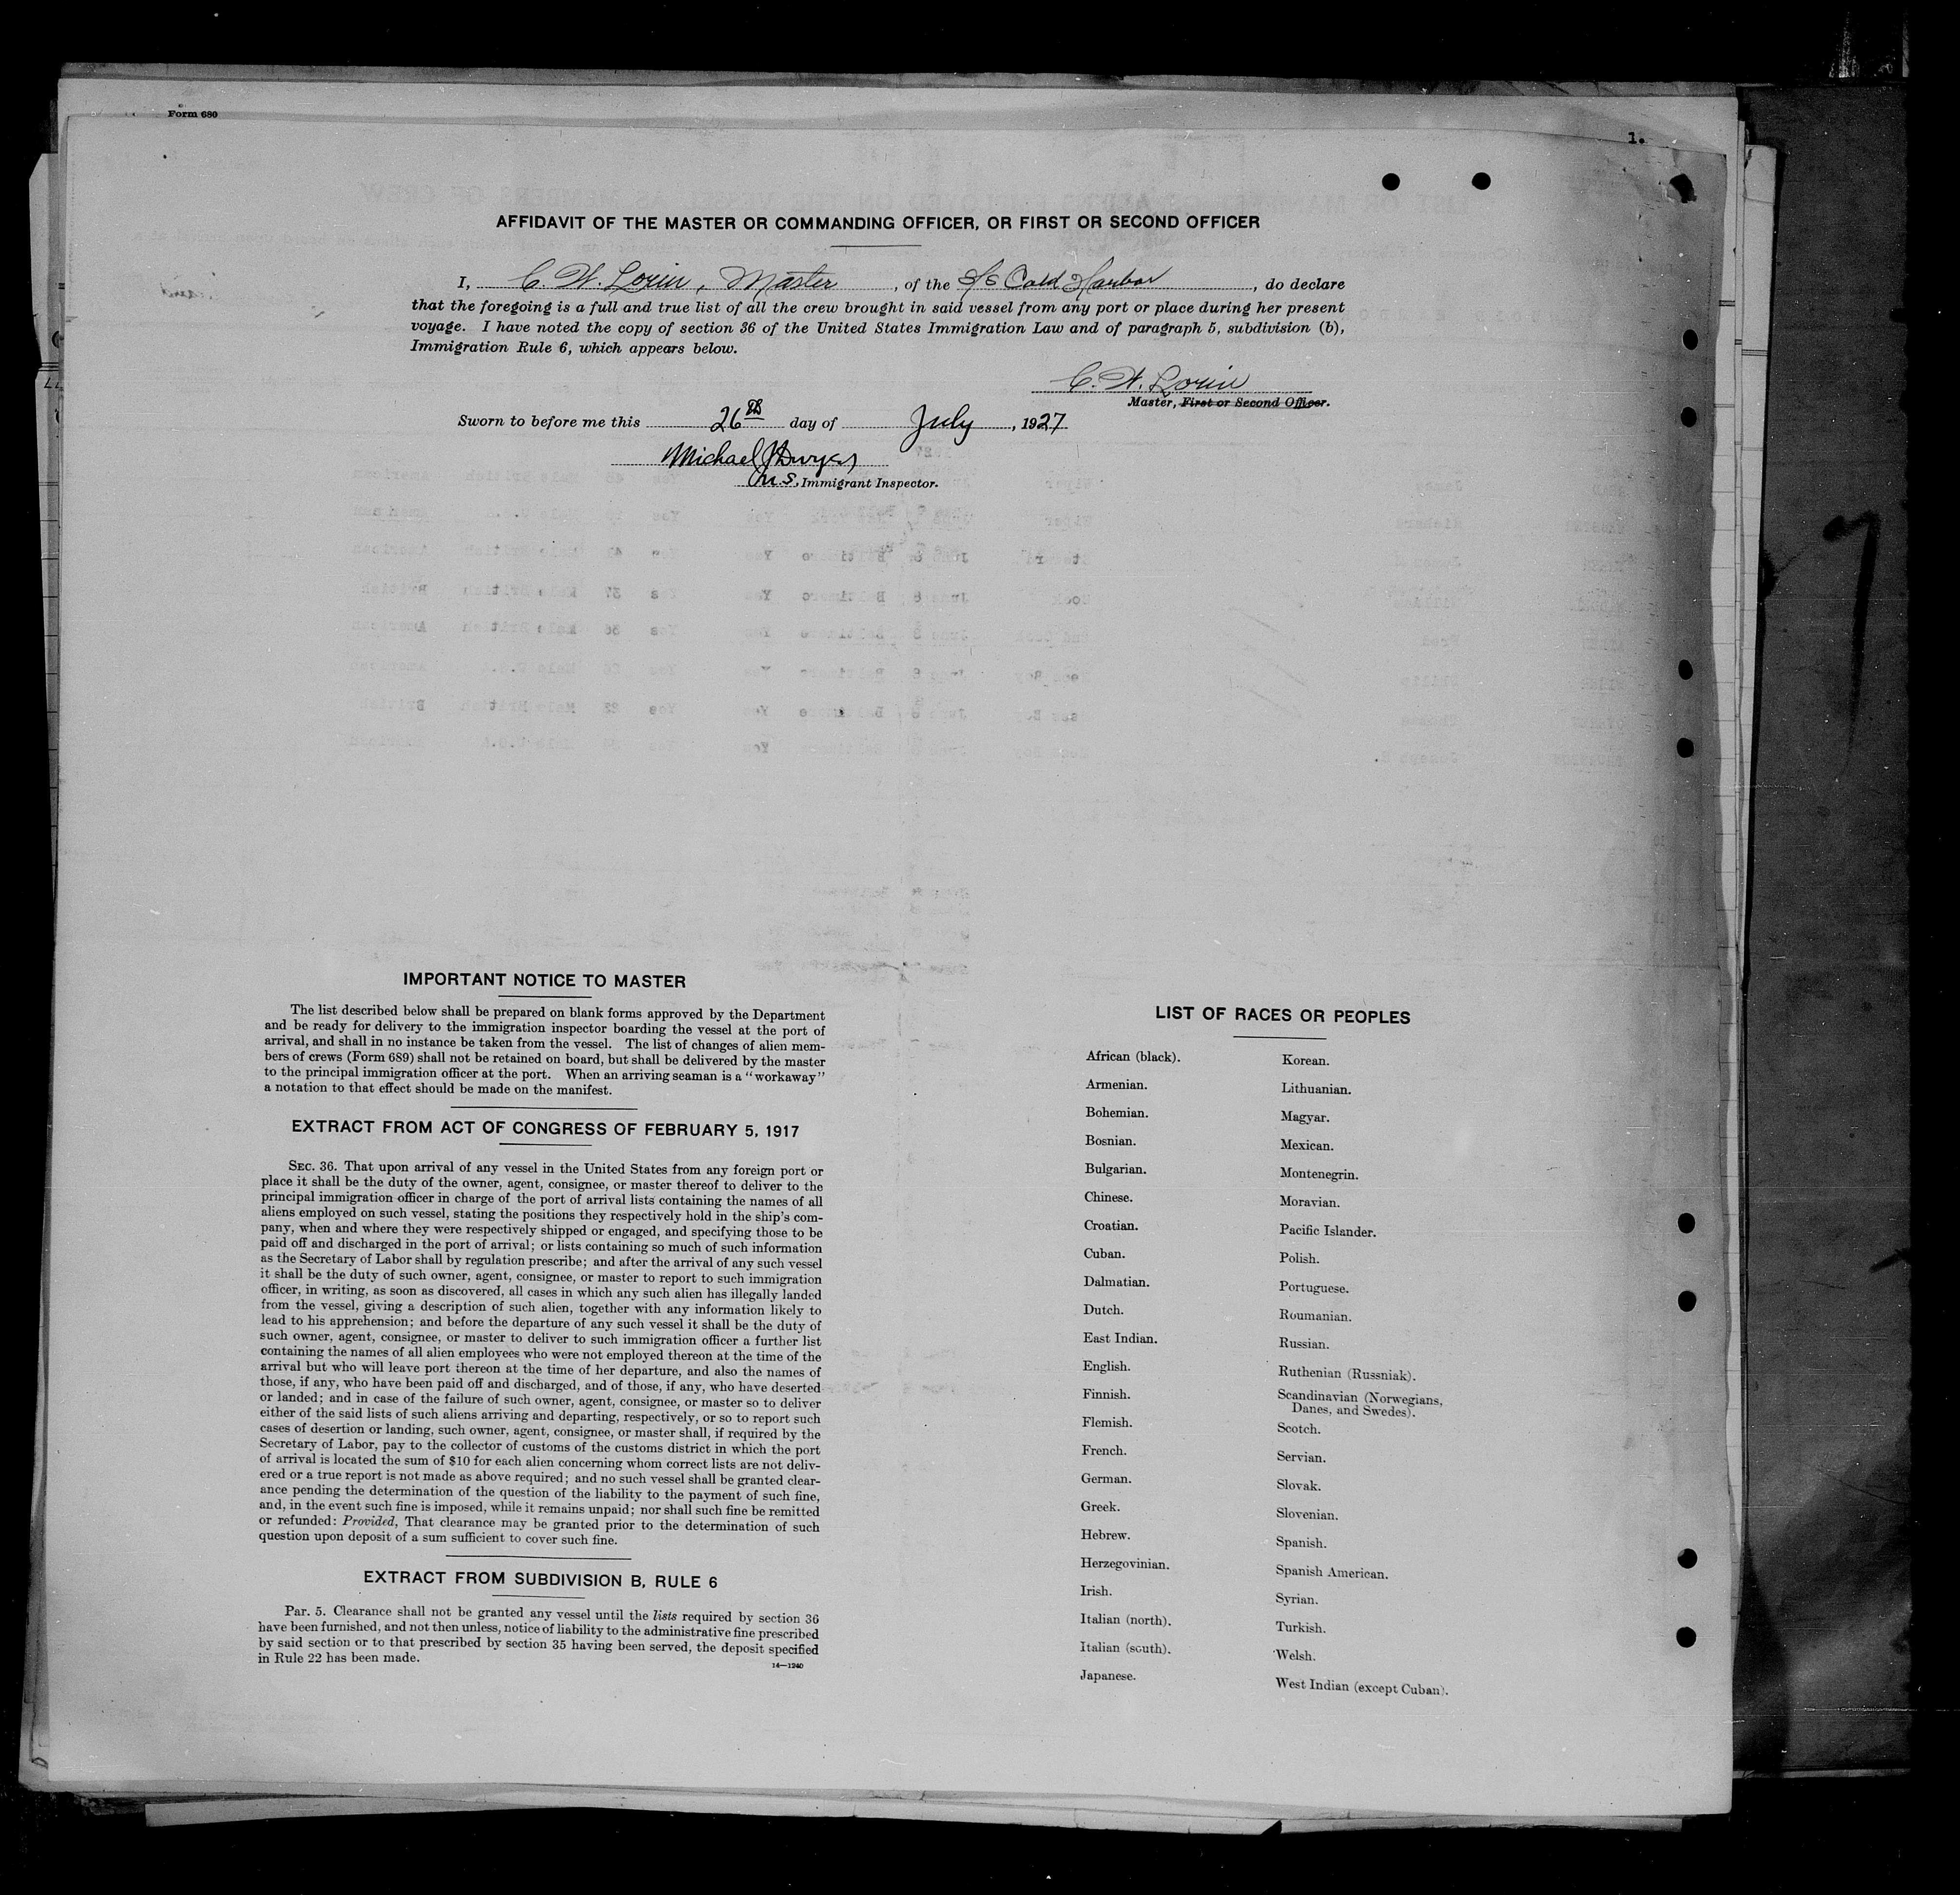 Form 680
1.
AFFIDAVIT OF THE MASTER OR COMMANDING OFFICER, OR FIRST OR SECOND OFFICER
I, C. W. Lorin, Master, of the S/S Cold Harbor, do declare
that the foregoing is a full and true list of all the crew brought in said vessel from any port or place during her present
voyage. I have noted the copy of section 36 of the United States Immigration Law and of paragraph 5, subdivision (b),
Immigration Rule 6, which appears below.
C. W. Lorin
Master, First or Second Officer.
Sworn to before me this 26th day of July, 1927
Michael J Dwyer
U.S. Immigrant Inspector.
IMPORTANT NOTICE TO MASTER
The list described below shall be prepared on blank forms approved by the Department
and be ready for delivery to the immigration inspector boarding the vessel at the port of
arrival, and shall in no instance be taken from the vessel. The list of changes of alien mem-
bers of crews (Form 689) shall not be retained on board, but shall be delivered by the master
to the principal immigration officer at the port. When an arriving seaman is a "workaway"
a notation to that effect should be made on the manifest.
EXTRACT FROM ACT OF CONGRESS OF FEBRUARY 5, 1917
SEC. 36. That upon arrival of any vessel in the United States from any foreign port or
place it shall be the duty of the owner, agent, consignee, or master thereof to deliver to the
principal immigration officer in charge of the port of arrival lists containing the names of all
aliens employed on such vessel, stating the positions they respectively hold in the ship's com-
pany, when and where they were respectively shipped or engaged, and specifying those to be
paid off and discharged in the port of arrival; or lists containing so much of such information
as the Secretary of Labor shall by regulation prescribe; and after the arrival of any such vessel
it shall be the duty of such owner, agent, consignee, or master to report to such immigration
officer, in writing, as soon as discovered, all cases in which any such alien has illegally landed
from the vessel, giving a description of such alien, together with any information likely to
lead to his apprehension; and before the departure of any such vessel it shall be the duty of
such owner, agent, consignee, or master to deliver to such immigration officer a further list
containing the names of all alien employees who were not employed thereon at the time of the
arrival but who will leave port thereon at the time of her departure, and also the names of
those, if any, who have been paid off and discharged, and of those, if any, who have deserted
or landed; and in case of the failure of such owner, agent, consignee, or master so to deliver
either of the said lists of such aliens arriving and departing, respectively, or so to report such
cases of desertion or landing, such owner, agent, consignee, or master shall, if required by the
Secretary of Labor, pay to the collector of customs of the customs district in which the port
of arrival is located the sum of $10 for each alien concerning whom correct lists are not deliv-
ered or a true report is not made as above required; and no such vessel shall be granted clear-
ance pending the determination of the question of the liability to the payment of such fine,
and, in the event such fine is imposed, while it remains unpaid; nor shall such fine be remitted
or refunded: Provided, That clearance may be granted prior to the determination of such
question upon deposit of a sum sufficient to cover such fine.
EXTRACT FROM SUBDIVISION B, RULE 6
Par. 5. Clearance shall not be granted any vessel until the lists required by section 36
have been furnished, and not then unless, notice of liability to the administrative fine prescribed
by said section or to that prescribed by section 35 having been served, the deposit specified
in Rule 22 has been made.
14—1240
LIST OF RACES OR PEOPLES
African (black).
Armenian.
Bohemian.
Bosnian.
Bulgarian.
Chinese.
Croatian.
Cuban.
Dalmatian.
Dutch.
East Indian.
English.
Finnish.
Flemish.
French.
German.
Greek.
Hebrew.
Herzegovinian.
Irish.
Italian (north).
Italian (south).
Japanese.
Korean.
Lithuanian.
Magyar.
Mexican.
Montenegrin.
Moravian.
Pacific Islander.
Polish.
Portuguese.
Roumanian.
Russian.
Ruthenian (Russniak).
Scandinavian (Norwegians,
Danes, and Swedes).
Scotch.
Servian.
Slovak.
Slovenian.
Spanish.
Spanish American.
Syrian.
Turkish.
Welsh.
West Indian (except Cuban).